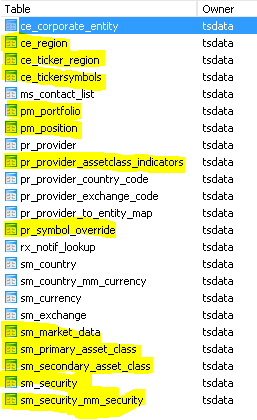 Table Owner
ce_corporate_entity tsdata
ce_region tsdata
ce_ticker_region tsdata
ce_tickersymbols tsdata
ms_contact_list tsdata
pm_portfolio tsdata
pm_position tsdata
pr_provider tsdata
pr_provider_assetclass_indicators tsdata
pr_provider_country_code tsdata
pr_provider_exchange_code tsdata
pr_provider_to_entity_map tsdata
pr_symbol_override tsdata
rx_notif_lookup tsdata
sm_country tsdata
sm_country_mm_currency tsdata
sm_currency tsdata
sm_exchange tsdata
sm_market_data tsdata
sm_primary_asset_class tsdata
sm_secondary_asset_class tsdata
sm_security tsdata
sm_security_mm_security tsdata